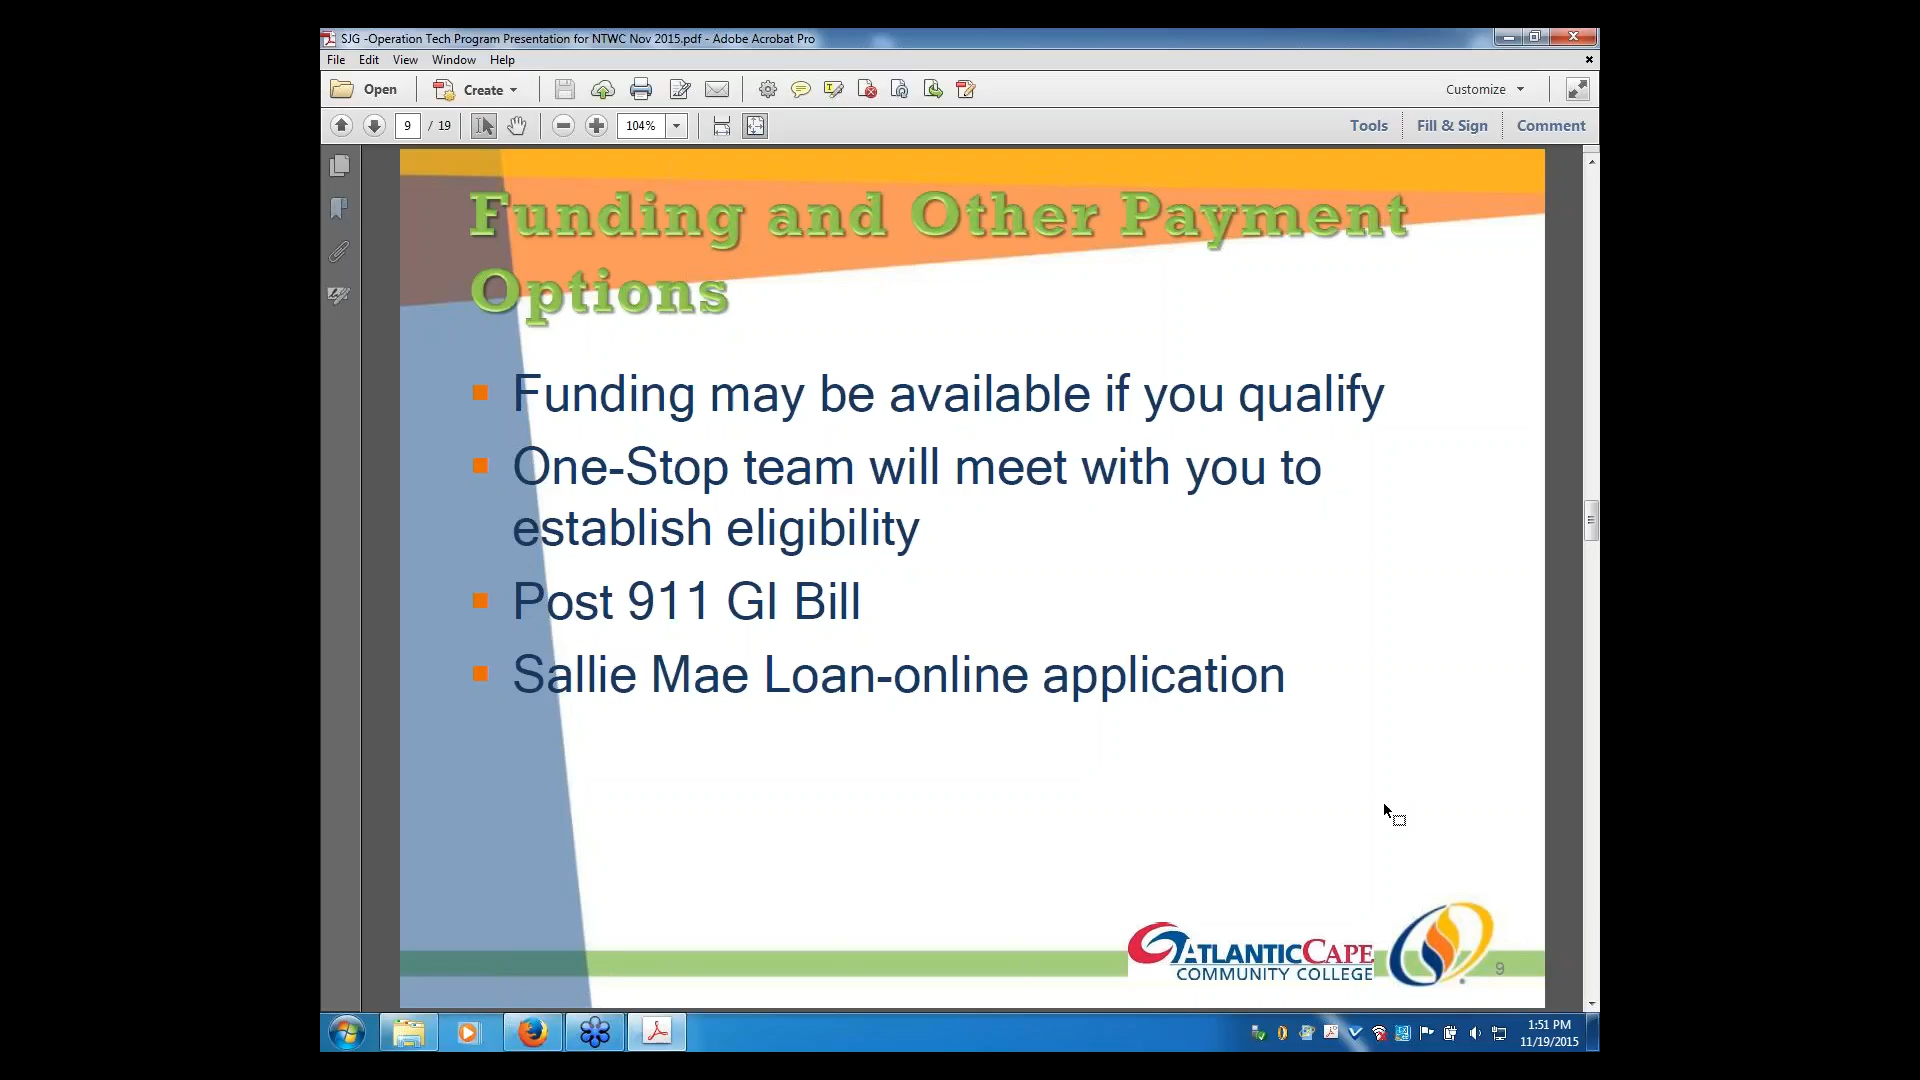 SJG -Operation Tech Program Presentation for NTWC Nov 2015.pdf - Adobe Acrobat Pro
File Edit View Window Help
Open Create Customize
9 / 19 104% Tools Fill & Sign Comment
Funding and Other Payment
Options
Funding may be available if you qualify
One-Stop team will meet with you to
establish eligibility
Post 911 GI Bill
Sallie Mae Loan-online application
ATLANTICCAPE
COMMUNITY COLLEGE
9
1:51 PM
11/19/2015